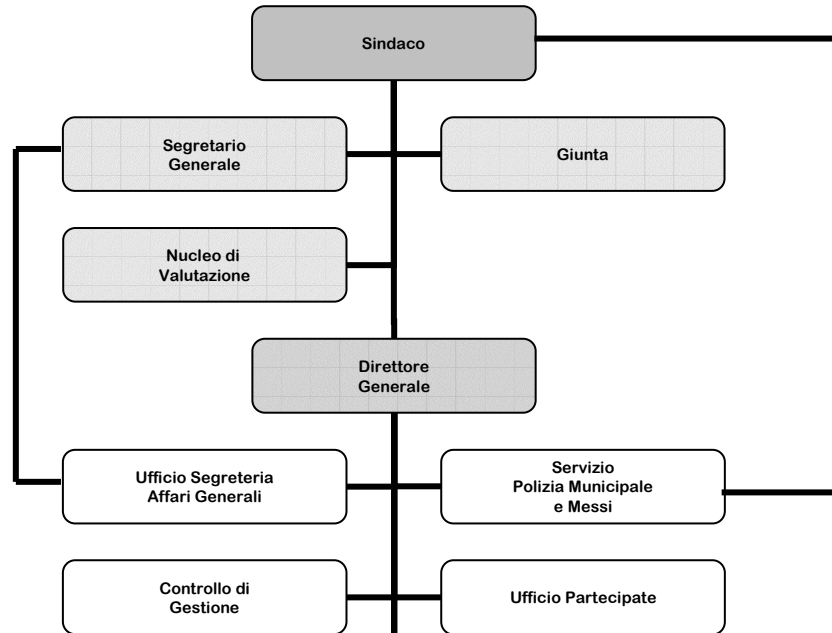 Sindaco
Segretario
Generale
Giunta
Nucleo di
Valutazione
Direttore
Generale
Ufficio Segreteria
Affari Generali
Servizio
Polizia Municipale
e Messi
Controllo di
Gestione
Ufficio Partecipate